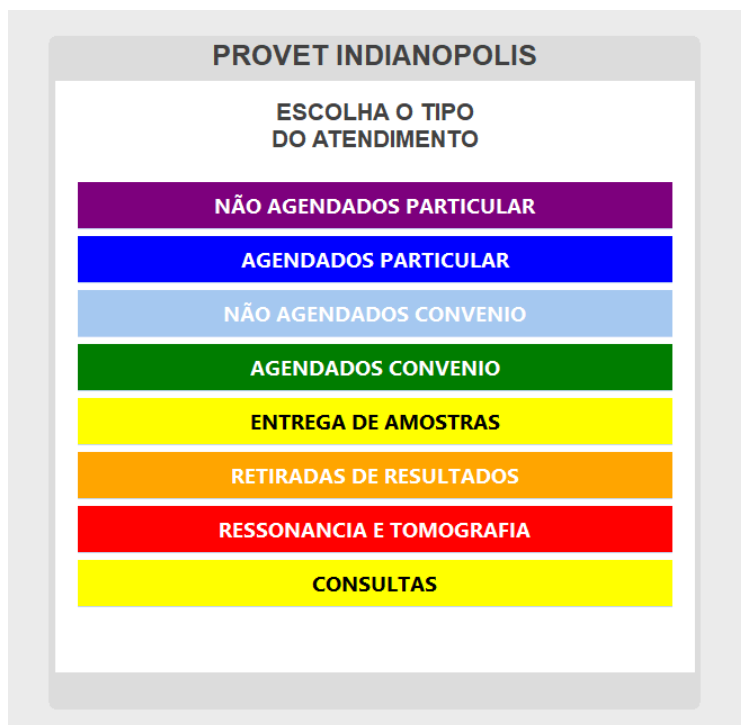 PROVET INDIANOPOLIS
ESCOLHA O TIPO
DO ATENDIMENTO
NÃO AGENDADOS PARTICULAR
AGENDADOS PARTICULAR
NÃO AGENDADOS CONVENIO
AGENDADOS CONVENIO
ENTREGA DE AMOSTRAS
RETIRADAS DE RESULTADOS
RESSONANCIA E TOMOGRAFIA
CONSULTAS